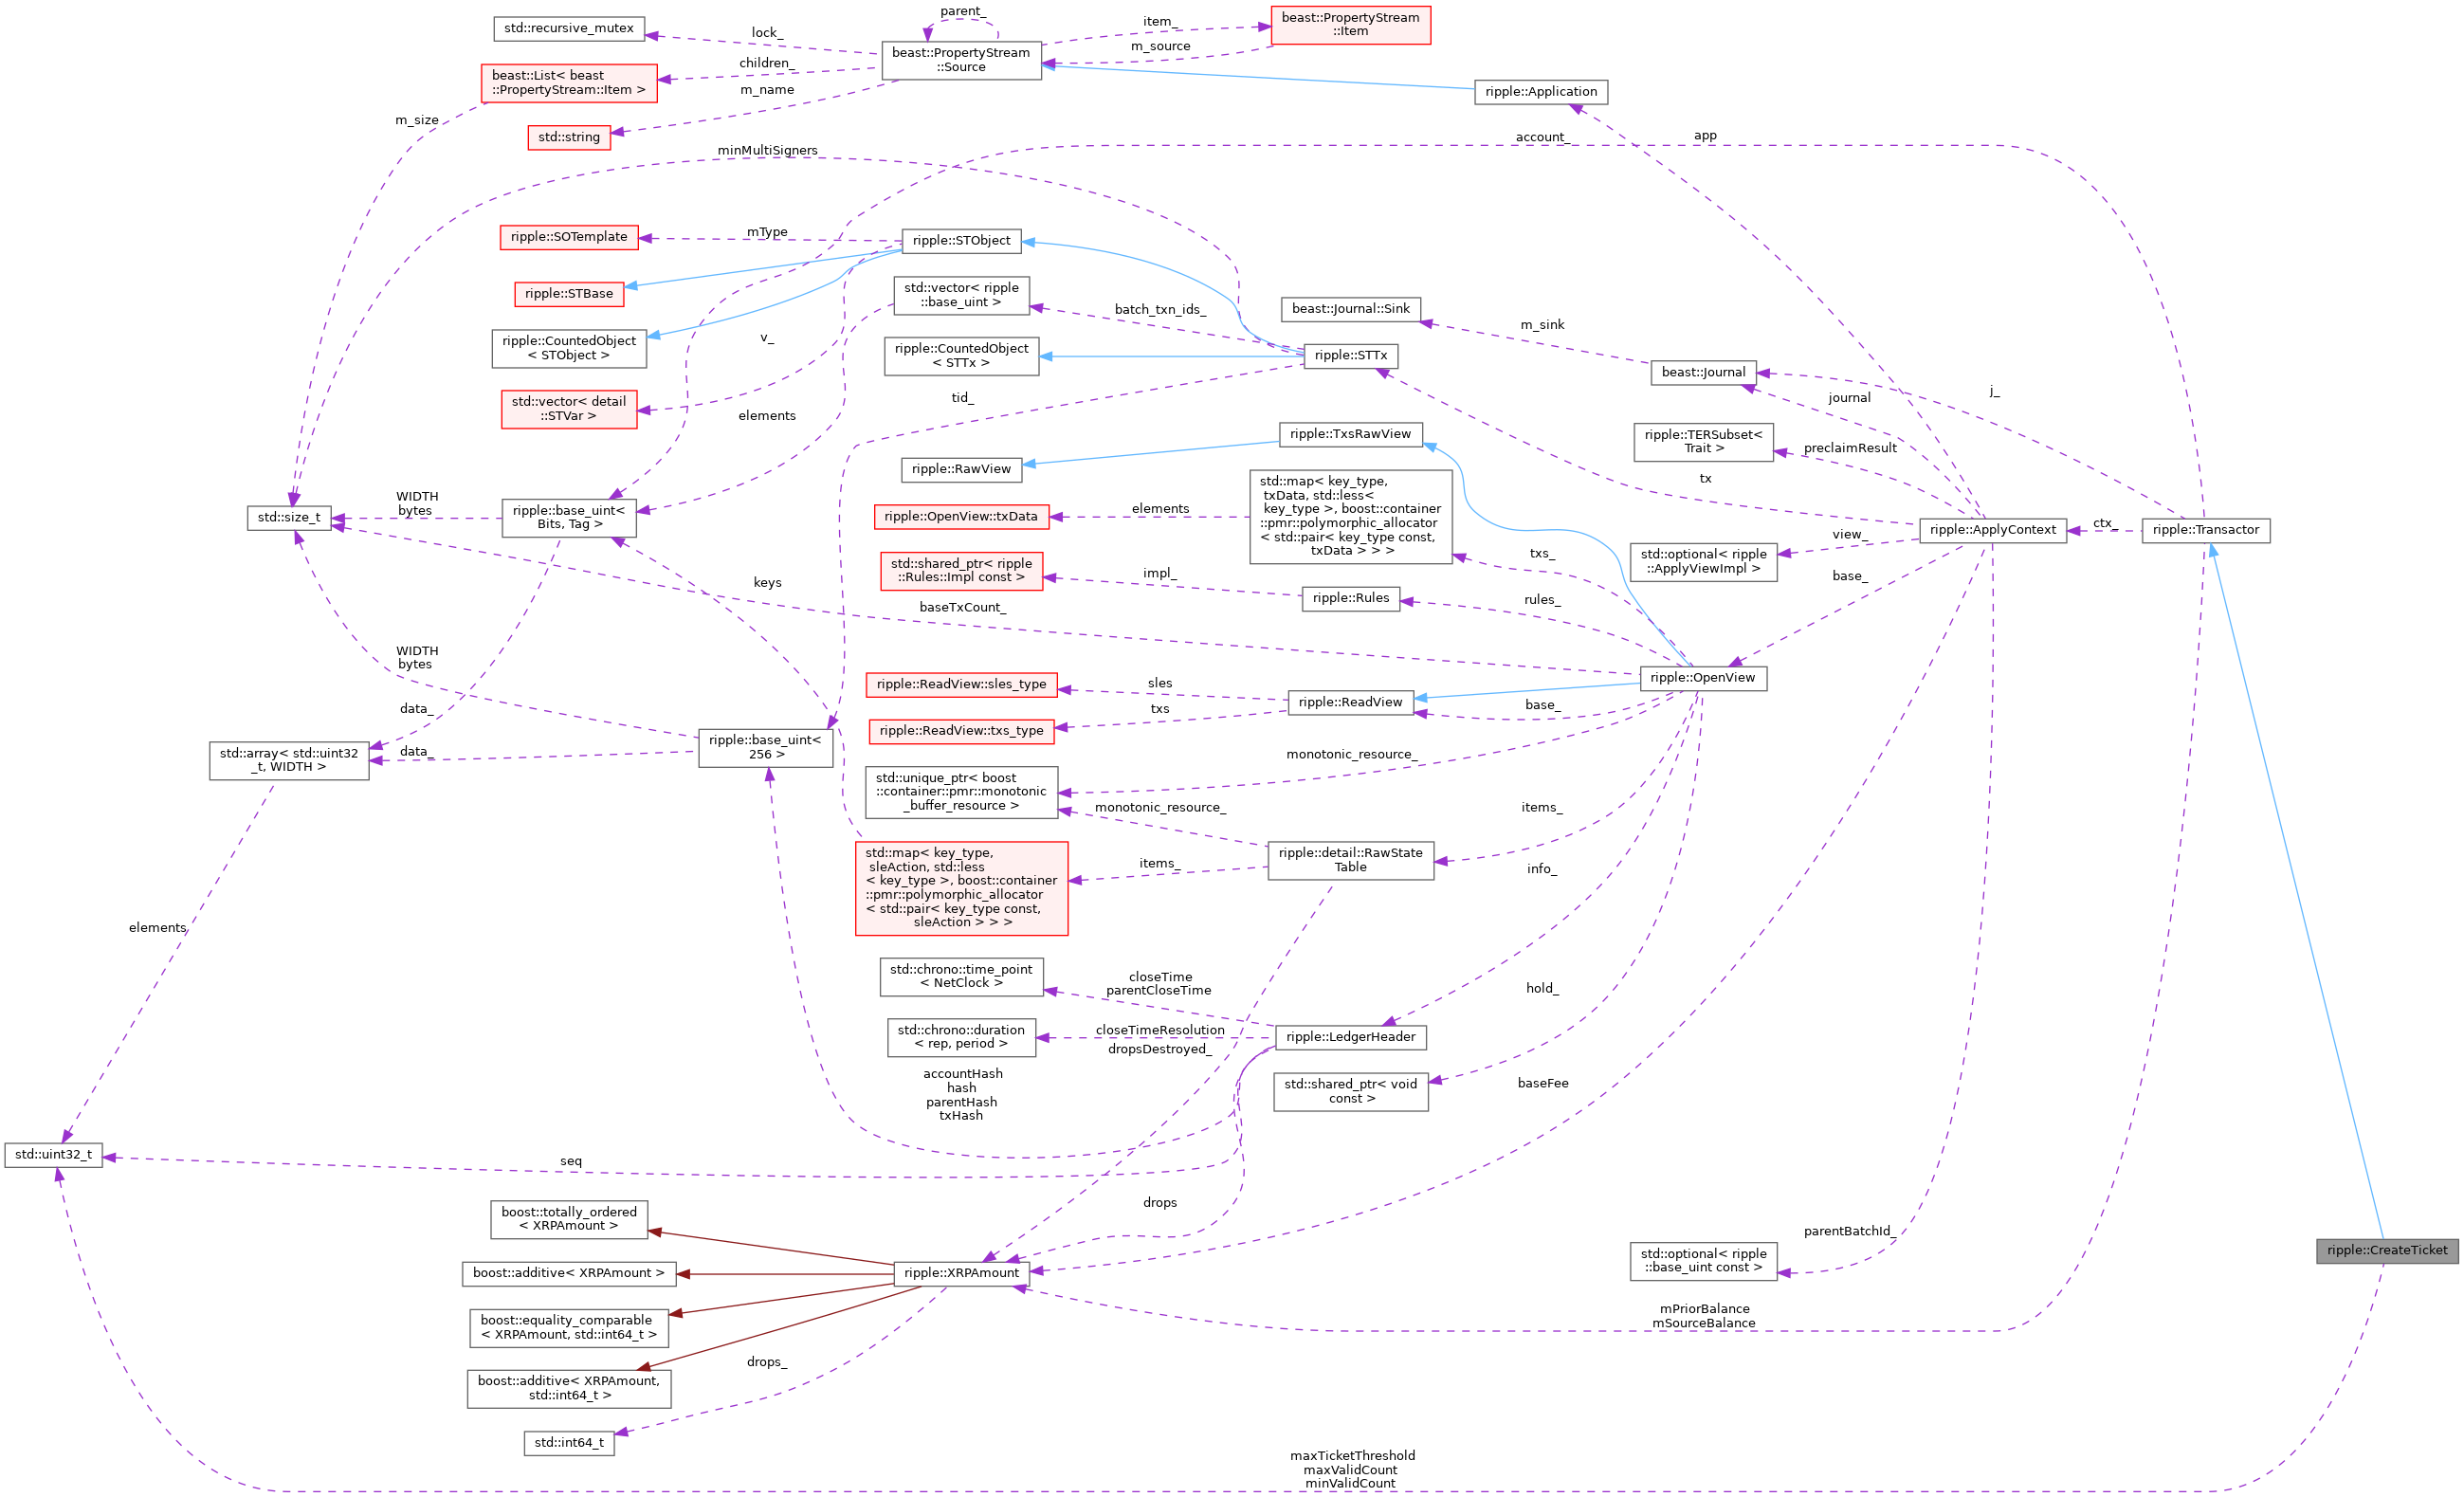 parent_
item_
m_source
beast::PropertyStream
::Item
std::recursive_mutex
lock_
beast::PropertyStream
::Source
children_
beast::List< beast
::PropertyStream::Item >
m_name
ripple::Application
m_size
std::string
account_
app
minMultiSigners
ripple::SOTemplate
mType
ripple::STObject
ripple::STBase
std::vector< ripple
::base_uint >
batch_txn_ids_
beast::Journal::Sink
m_sink
ripple::CountedObject
< STObject >
v_
ripple::CountedObject
< STTx >
ripple::STTx
beast::Journal
j_
journal
std::vector< detail
::STVar >
elements
tid_
ripple::TxsRawView
ripple::TERSubset<
Trait >
preclaimResult
ripple::RawView
tx
std::map< key_type,
txData, std::less<
key_type >, boost::container
::pmr::polymorphic_allocator
< std::pair< key_type const,
txData > > >
WIDTH
bytes
std::size_t
ripple::base_uint<
Bits, Tag >
ripple::OpenView::txData
elements
ripple::ApplyContext
ctx_
ripple::Transactor
view_
std::optional< ripple
::ApplyViewImpl >
txs_
std::shared_ptr< ripple
::Rules::Impl const >
impl_
ripple::Rules
rules_
base_
keys
baseTxCount_
WIDTH
bytes
ripple::OpenView
ripple::ReadView::sles_type
sles
ripple::ReadView
base_
txs
ripple::ReadView::txs_type
data_
std::array< std::uint32
_t, WIDTH >
data_
ripple::base_uint<
256 >
monotonic_resource_
std::unique_ptr< boost
::container::pmr::monotonic
_buffer_resource >
monotonic_resource_
items_
std::map< key_type,
sleAction, std::less
< key_type >, boost::container
::pmr::polymorphic_allocator
< std::pair< key_type const,
sleAction > > >
items_
ripple::detail::RawState
Table
info_
elements
std::chrono::time_point
< NetClock >
closeTime
parentCloseTime
hold_
std::chrono::duration
< rep, period >
closeTimeResolution
ripple::LedgerHeader
dropsDestroyed_
accountHash
hash
parentHash
txHash
std::shared_ptr< void
const >
baseFee
std::uint32_t
seq
boost::totally_ordered
< XRPAmount >
drops
parentBatchId_
std::optional< ripple
::base_uint const >
ripple::CreateTicket
boost::additive< XRPAmount >
ripple::XRPAmount
mPriorBalance
mSourceBalance
boost::equality_comparable
< XRPAmount, std::int64_t >
drops_
boost::additive< XRPAmount,
std::int64_t >
std::int64_t
maxTicketThreshold
maxValidCount
minValidCount